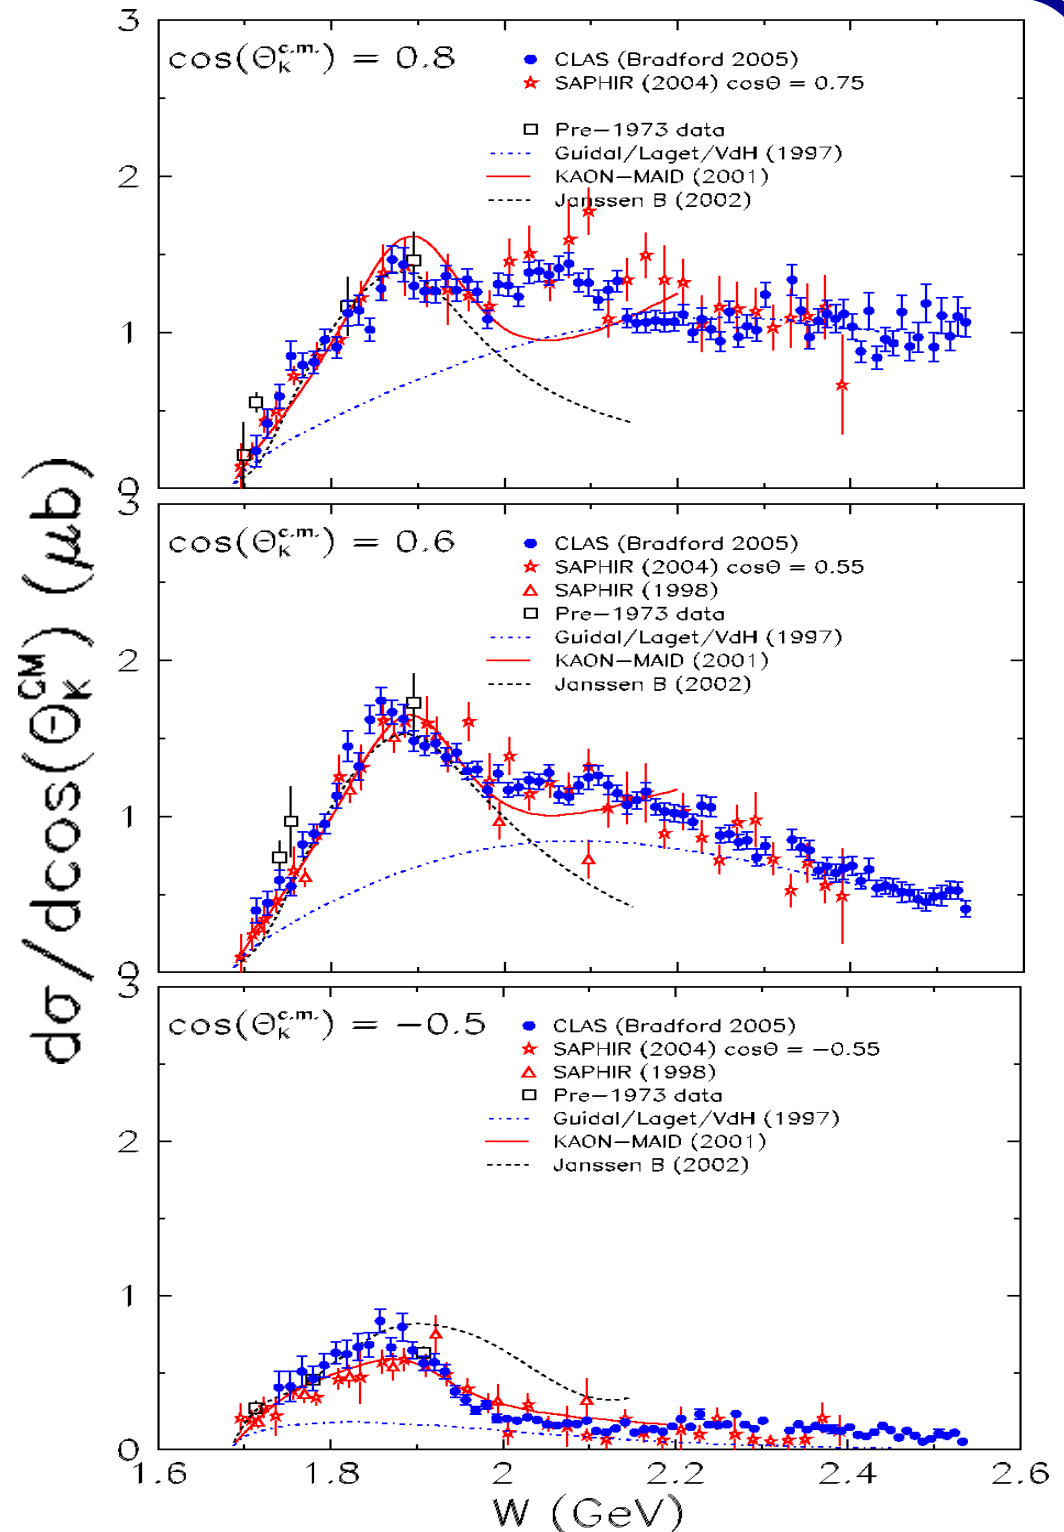 3
cos(Θ_K^c.m.) = 0.8
CLAS (Bradford 2005)
SAPHIR (2004) cosΘ = 0.75
Pre−1973 data
Guidal/Laget/VdH (1997)
KAON−MAID (2001)
Janssen B (2002)
2
1
0
3
cos(Θ_K^c.m.) = 0.6
CLAS (Bradford 2005)
SAPHIR (2004) cosΘ = 0.55
SAPHIR (1998)
Pre−1973 data
Guidal/Laget/VdH (1997)
KAON−MAID (2001)
Janssen B (2002)
2
1
0
3
cos(Θ_K^c.m.) = −0.5
CLAS (Bradford 2005)
SAPHIR (2004) cosΘ = −0.55
SAPHIR (1998)
Pre−1973 data
Guidal/Laget/VdH (1997)
KAON−MAID (2001)
Janssen B (2002)
2
1
0
dσ/dcos(Θ_K^CM) (μb)
1.6 1.8 2 2.2 2.4 2.6
W (GeV)